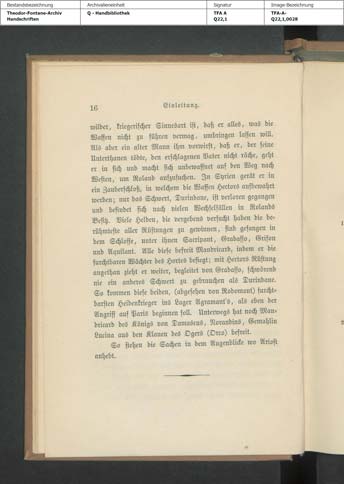 Bestandsbezeichnung Archivalieneinheit Signatur Image-Bezeichnung
Theodor-Fontane-Archiv Q - Handbibliothek TFA A TFA-A-
Handschriften Q22,1 Q22,1,0028
16 Einleitung.
wilder, kriegerischer Sinnesart ist, daß er alles, was die
Waffen nicht zu führen vermag, umbringen lassen will.
Als aber ein alter Mann ihm vorwirft, daß er, der seine
Unterthanen tödte, den erschlagenen Vater nicht räche, geht
er in sich und macht sich unbewaffnet auf den Weg nach
Westen, um Roland aufzusuchen. In Syrien gerät er in
ein Zauberschloß, in welchem die Waffen Hectors aufbewahrt
werden; nur das Schwert, Durindane, ist verloren gegangen
und befindet sich nach vielen Wechselfällen in Rolands
Besitz. Viele Helden, die vergebens versucht haben die be-
rühmteste aller Rüstungen zu gewinnen, sind gefangen in
dem Schlosse, unter ihnen Sacripant, Gradasso, Grifon
und Aquilant. Alle diese befreit Mandricard, indem er die
furchtbaren Wächter des Hortes besiegt; mit Hectors Rüstung
angethan zieht er weiter, begleitet von Gradasso, schwörend
nie ein anderes Schwert zu gebrauchen als Durindane.
So kommen diese beiden, (abgesehen von Rodomont) furcht-
barsten Heidenkrieger ins Lager Agramant's, als eben der
Angriff auf Paris beginnen soll. Unterwegs hat noch Man-
dricard des Königs von Damascus, Norandins, Gemahlin
Lucina aus den Klauen des Ogers (Orco) befreit.
So stehen die Sachen in dem Augenblicke wo Ariost
anhebt.